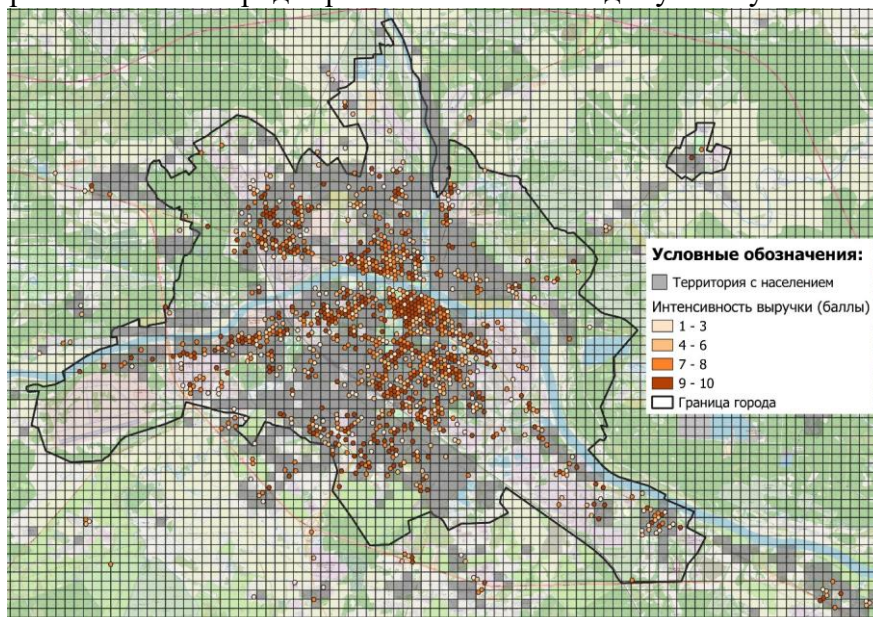 Условные обозначения:
Территория с населением
Интенсивность выручки (баллы)
1 - 3
4 - 6
7 - 8
9 - 10
Граница города